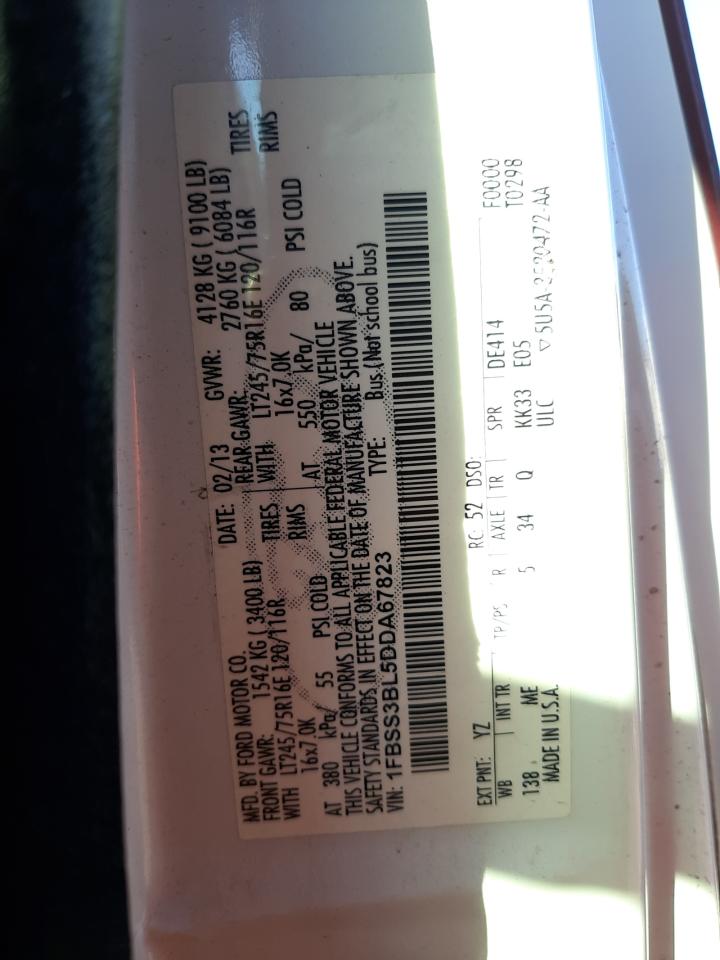 MFD. BY FORD MOTOR CO. DATE: 02/13 GVWR: 4128 KG ( 9100 LB)
FRONT GAWR: 1542 KG ( 3400 LB) REAR GAWR: 2760 KG ( 6084 LB)
WITH LT245/75R16E 120/116R TIRES WITH LT245/75R16E 120/116R TIRES
16x7.0K RIMS 16x7.0K RIMS
AT 380 kPa/ 55 PSI COLD AT 550 kPa/ 80 PSI COLD
THIS VEHICLE CONFORMS TO ALL APPLICABLE FEDERAL MOTOR VEHICLE
SAFETY STANDARDS IN EFFECT ON THE DATE OF MANUFACTURE SHOWN ABOVE.
VIN: 1FBSS3BL5DDA67823 TYPE: Bus (Not school bus)
EXT PNT: YZ RC: 52 DSO:
WB INT TR TP/PS R AXLE TR SPR DE414 F0000
138 ME 5 34 Q KK33 E05 T0298
MADE IN U.S.A. ULC ▽5U5A-